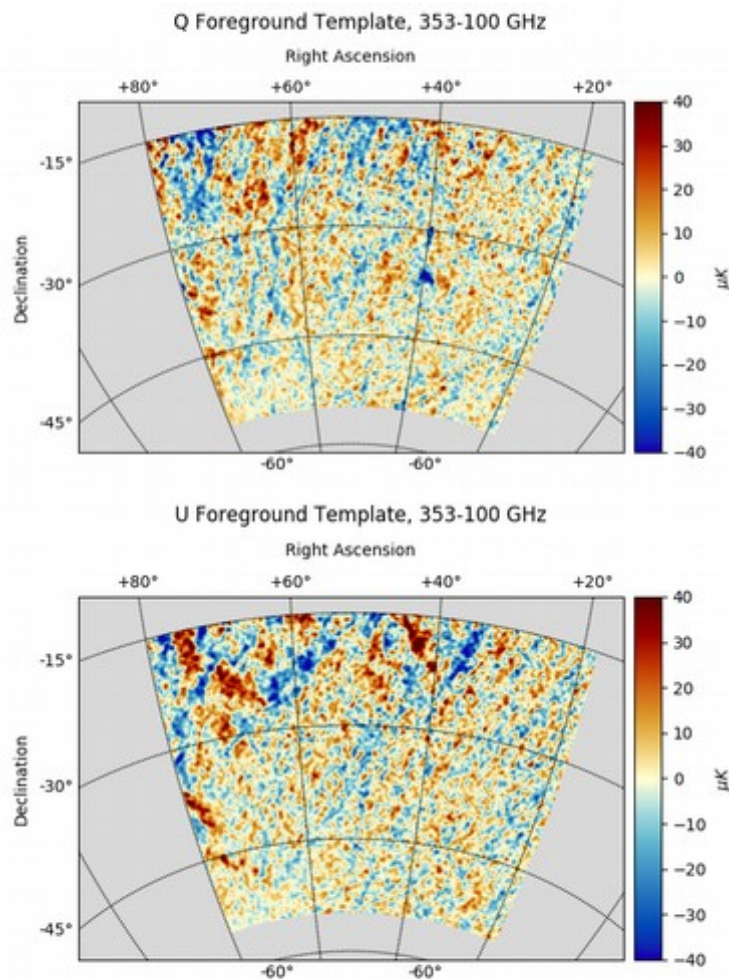 Q Foreground Template, 353-100 GHz
Right Ascension
+80° +60° +40° +20°
40
-15°
30
20
10
Declination
-30°
0
μK
−10
−20
−30
-45°
−40
-60° -60°
U Foreground Template, 353-100 GHz
Right Ascension
+80° +60° +40° +20°
40
-15°
30
20
10
Declination
-30°
0
μK
−10
−20
−30
-45°
−40
-60° -60°